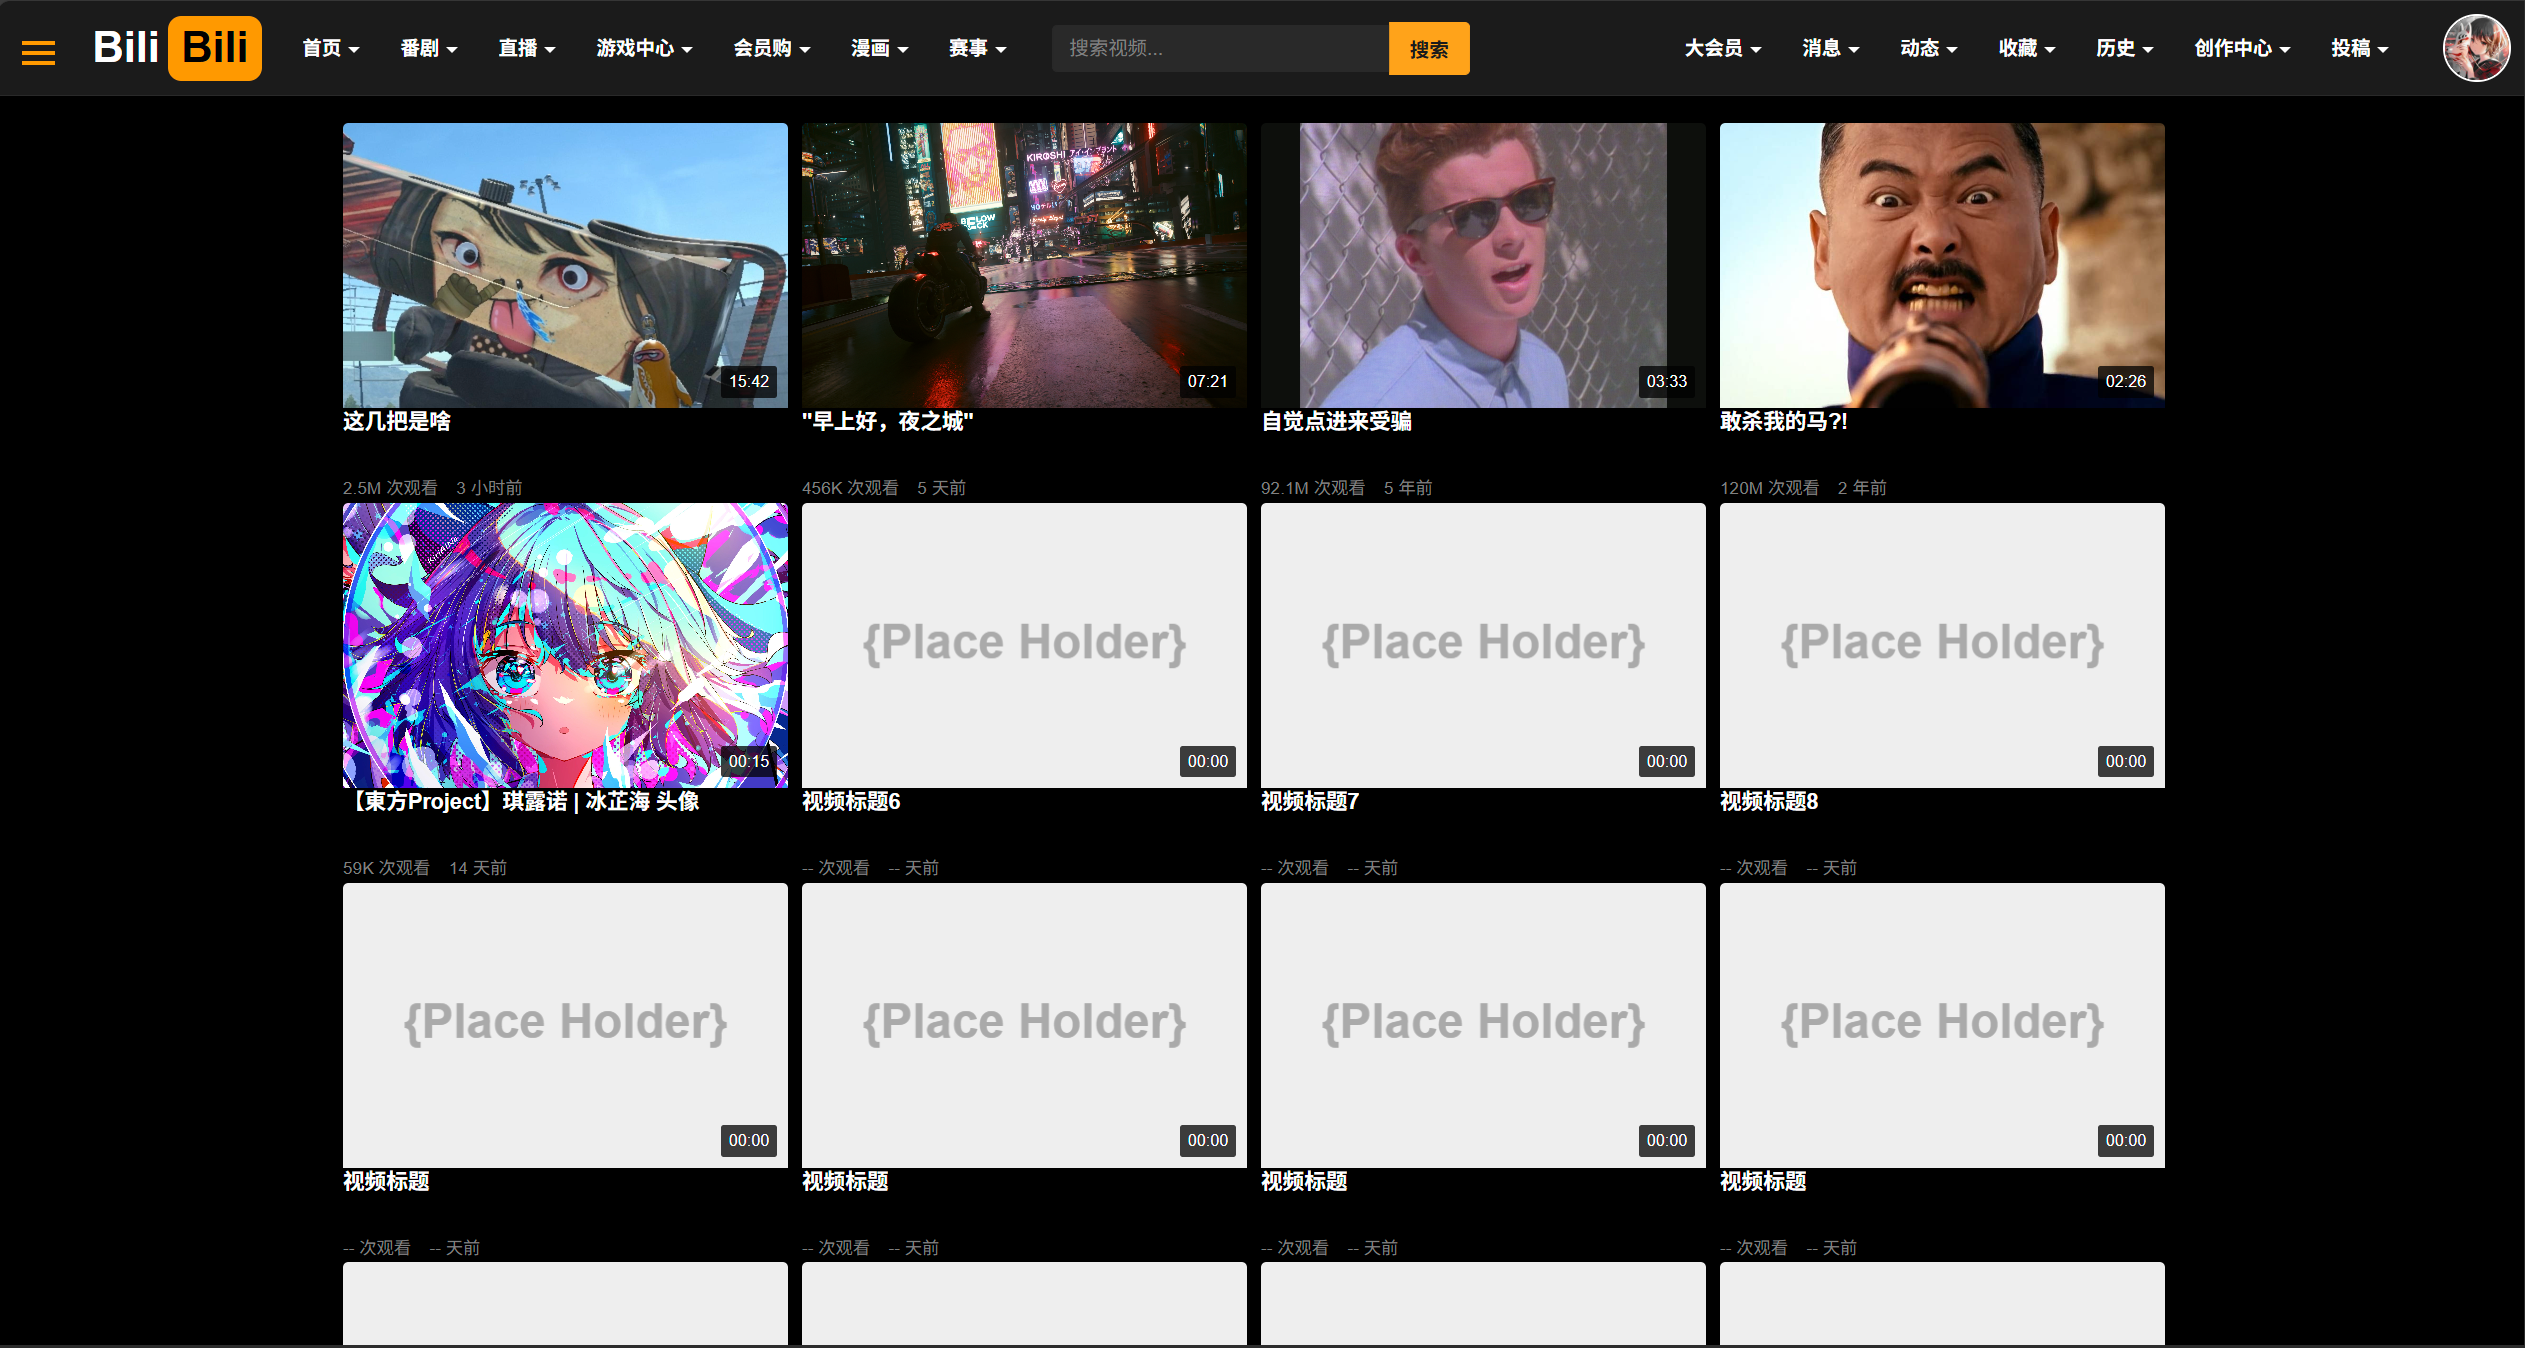 Bili Bili 首页 番剧 直播 游戏中心 会员购 漫画 赛事 搜索视频... 搜索 大会员 消息 动态 收藏 历史 创作中心 投稿
KIROSHI
15:42 07:21 03:33 02:26
这几把是啥 "早上好，夜之城" 自觉点进来受骗 敢杀我的马?!
2.5M 次观看 3 小时前 456K 次观看 5 天前 92.1M 次观看 5 年前 120M 次观看 2 年前
{Place Holder} {Place Holder} {Place Holder}
00:15 00:00 00:00 00:00
【東方Project】琪露诺 | 冰芷海 头像 视频标题6 视频标题7 视频标题8
59K 次观看 14 天前 -- 次观看 -- 天前 -- 次观看 -- 天前 -- 次观看 -- 天前
{Place Holder} {Place Holder} {Place Holder} {Place Holder}
00:00 00:00 00:00 00:00
视频标题 视频标题 视频标题 视频标题
-- 次观看 -- 天前 -- 次观看 -- 天前 -- 次观看 -- 天前 -- 次观看 -- 天前